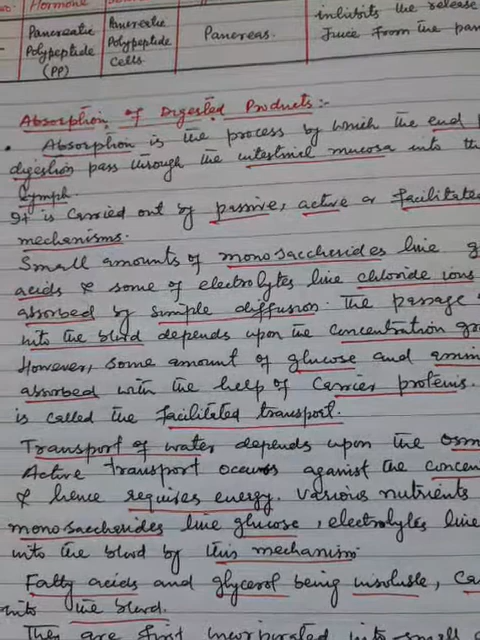 Hormone
Pancreatic Polypeptide (PP)
Pancreatic Polypeptide Cells
Pancreas.
inhibits the release
Juice from the pan
Absorption of Digested Products:-
• Absorption is the process by which the end
digestion pass through the intestinal mucosa into th
lymph.
It is carried out by passive, active or facilitated
mechanisms.
Small amounts of monosaccherides like g
acids & some of electrolytes like chloride ions
absorbed by simple diffusion. The passage
into the blood depends upon the concentration gr
However, some amount of glucose and amin
absorbed with the help of Carrier proteins.
is called the facilitated transport.
Transport of water depends upon the Osm
Active Transport occurs against the concen
& hence requires energy. Various nutrients
monosaccherides like glucose, electrolytes like
into the blood by this mechanism.
Fatty acids and glycerol being insoluble, Ca
into the blood.
They are first incorporated into small